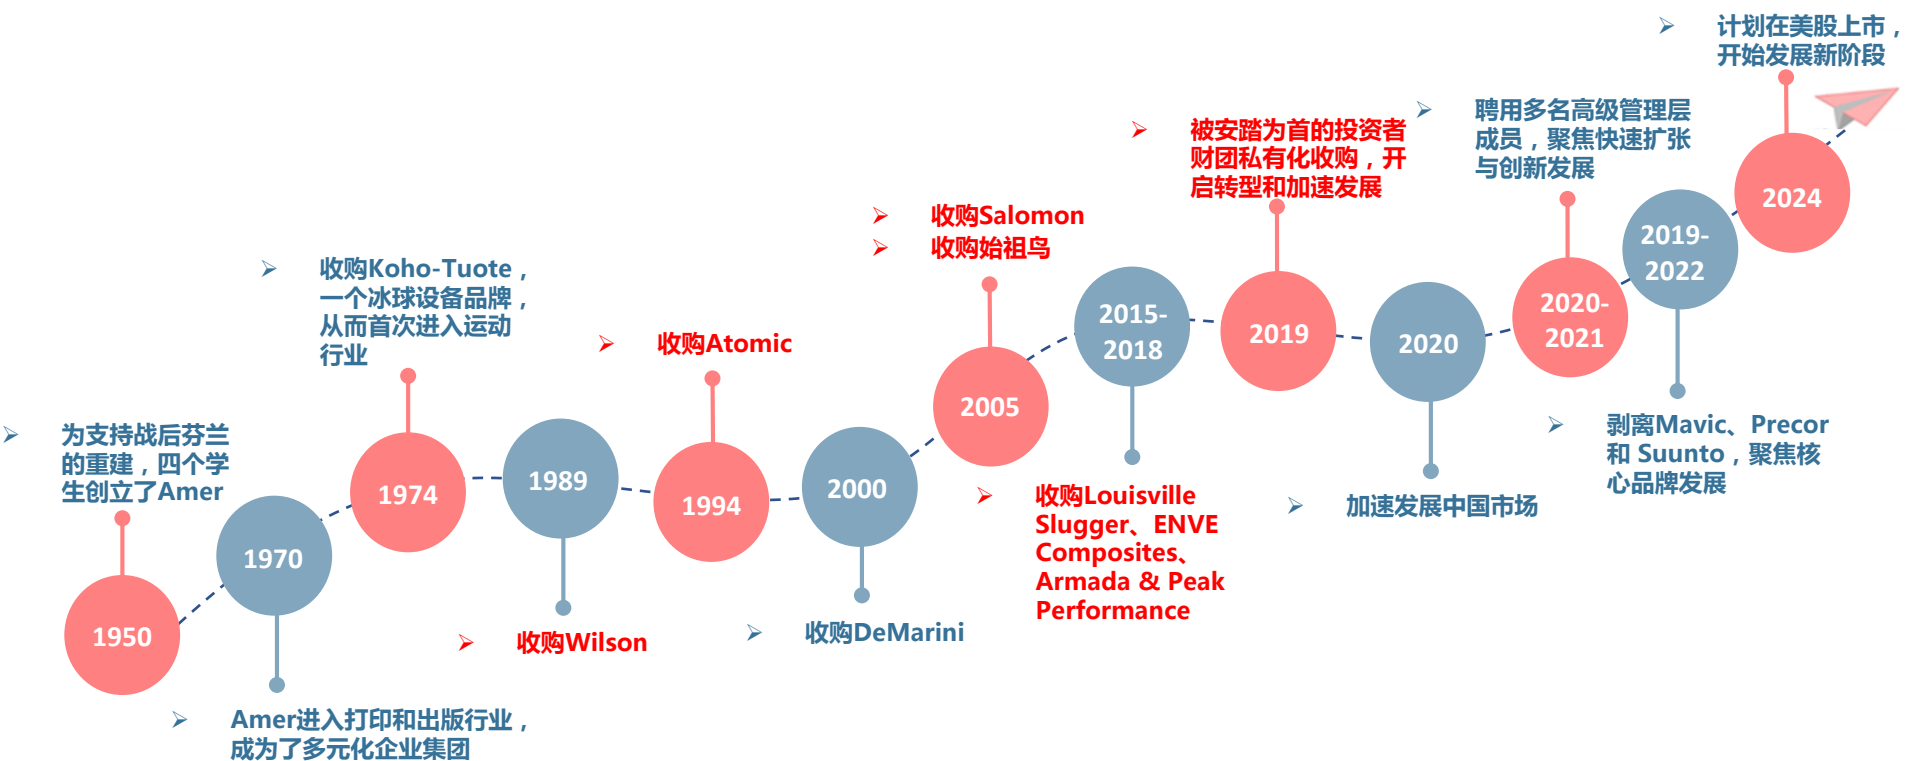 为支持战后芬兰
的重建，四个学
生创立了Amer
1950
1970
Amer进入打印和出版行业，
成为了多元化企业集团
收购Koho-Tuote，
一个冰球设备品牌，
从而首次进入运动
行业
1974
1989
收购Wilson
收购Atomic
1994
2000
收购DeMarini
收购Salomon
收购始祖鸟
2005
2015-
2018
收购Louisville
Slugger、ENVE
Composites、
Armada & Peak
Performance
被安踏为首的投资者
财团私有化收购，开
启转型和加速发展
2019
2020
加速发展中国市场
聘用多名高级管理层
成员，聚焦快速扩张
与创新发展
2020-
2021
2019-
2022
剥离Mavic、Precor
和 Suunto，聚焦核
心品牌发展
计划在美股上市，
开始发展新阶段
2024